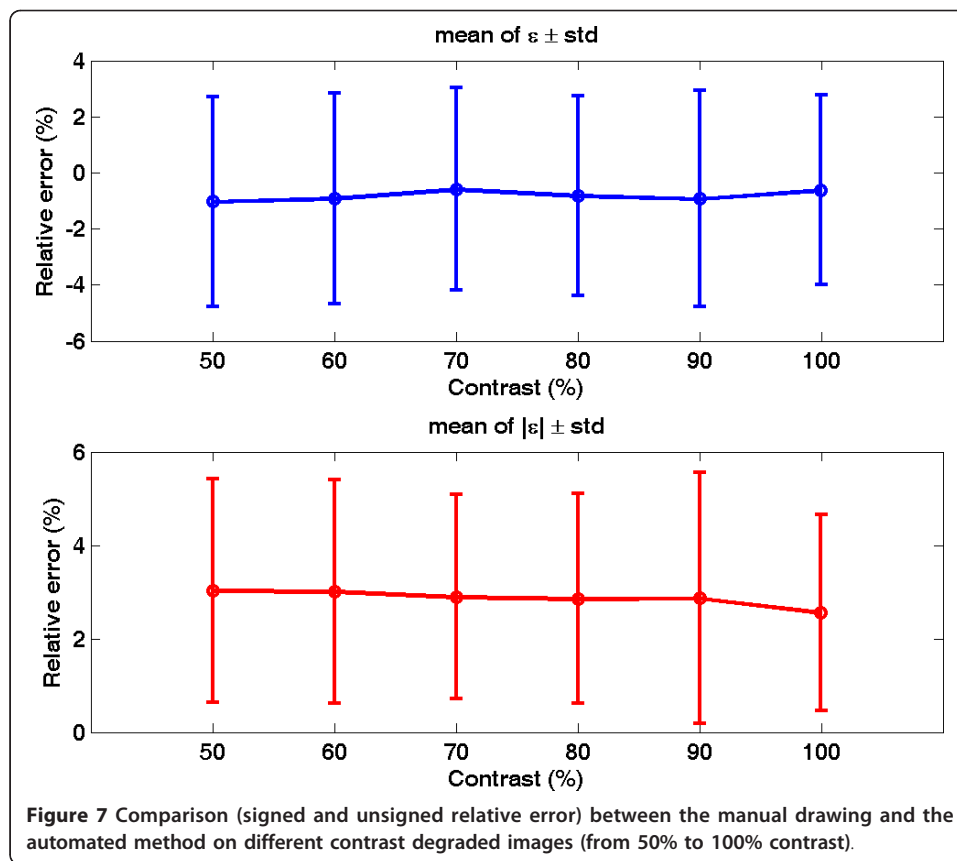 mean of ε ± std
4
2
0
-2
-4
-6
Relative error (%)
50 60 70 80 90 100
Contrast (%)
mean of |ε| ± std
6
4
2
0
Relative error (%)
50 60 70 80 90 100
Contrast (%)
Figure 7 Comparison (signed and unsigned relative error) between the manual drawing and the
automated method on different contrast degraded images (from 50% to 100% contrast).